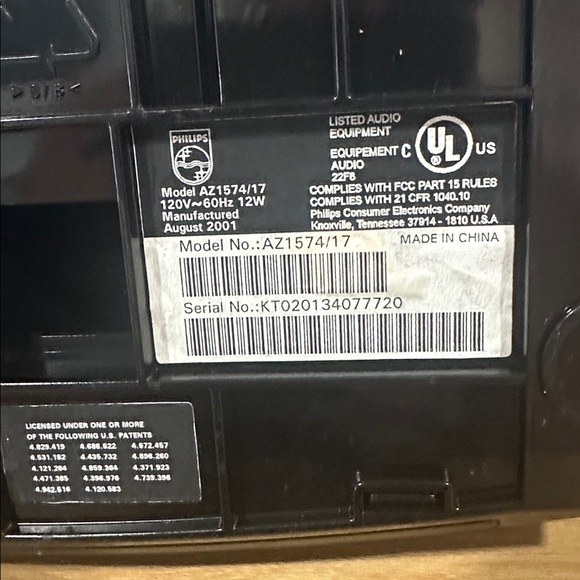 PHILIPS
Model AZ1574/17
120V~60Hz 12W
Manufactured
August 2001
LISTED AUDIO
EQUIPMENT
EQUIPEMENT
AUDIO
22F8
C UL US
COMPLIES WITH FCC PART 15 RULES
COMPLIES WITH 21 CFR 1040.10
Philips Consumer Electronics Company
Knoxville, Tennessee 37914 - 1810 U.S.A
Model No.:AZ1574/17 MADE IN CHINA
Serial No.:KT020134077720
LICENSED UNDER ONE OR MORE
OF THE FOLLOWING U.S. PATENTS
4.829.419 4.686.622 4.672.457
4.531.182 4.435.732 4.896.260
4.121.284 4.859.364 4.371.923
4.471.385 4.396.976 4.739.396
4.942.516 4.120.583